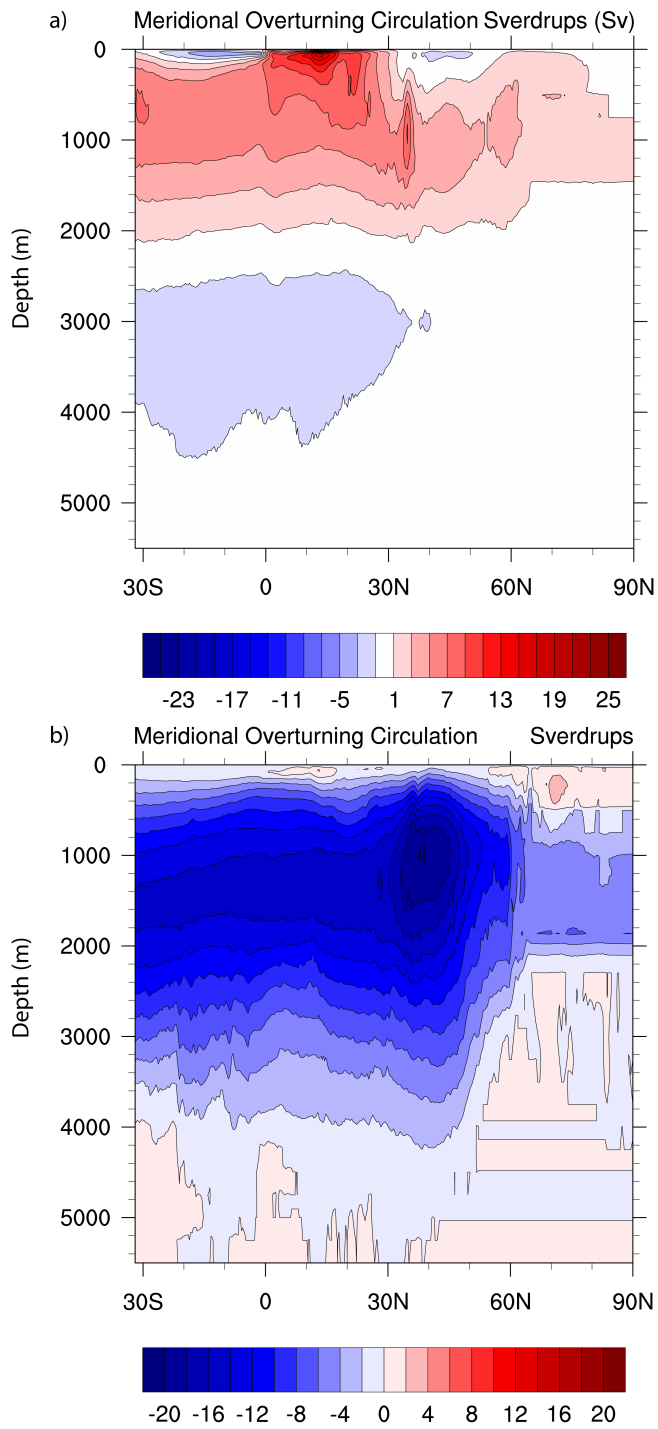 a) Meridional Overturning Circulation Sverdrups (Sv)
0
1000
2000
3000
4000
5000
Depth (m)
30S 0 30N 60N 90N
-23 -17 -11 -5 1 7 13 19 25
b) Meridional Overturning Circulation Sverdrups
0
1000
2000
3000
4000
5000
Depth (m)
30S 0 30N 60N 90N
-20 -16 -12 -8 -4 0 4 8 12 16 20